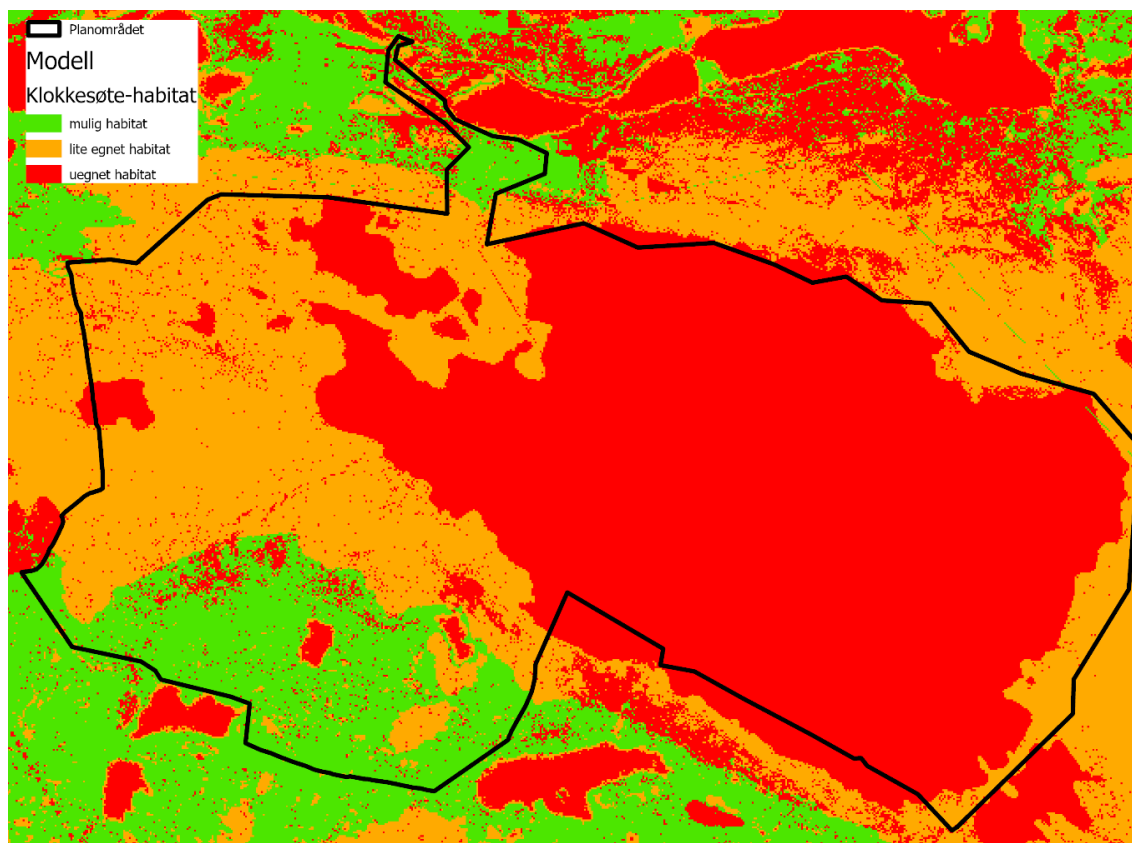 Planområdet
Modell
Klokkesøte-habitat
mulig habitat
lite egnet habitat
uegnet habitat